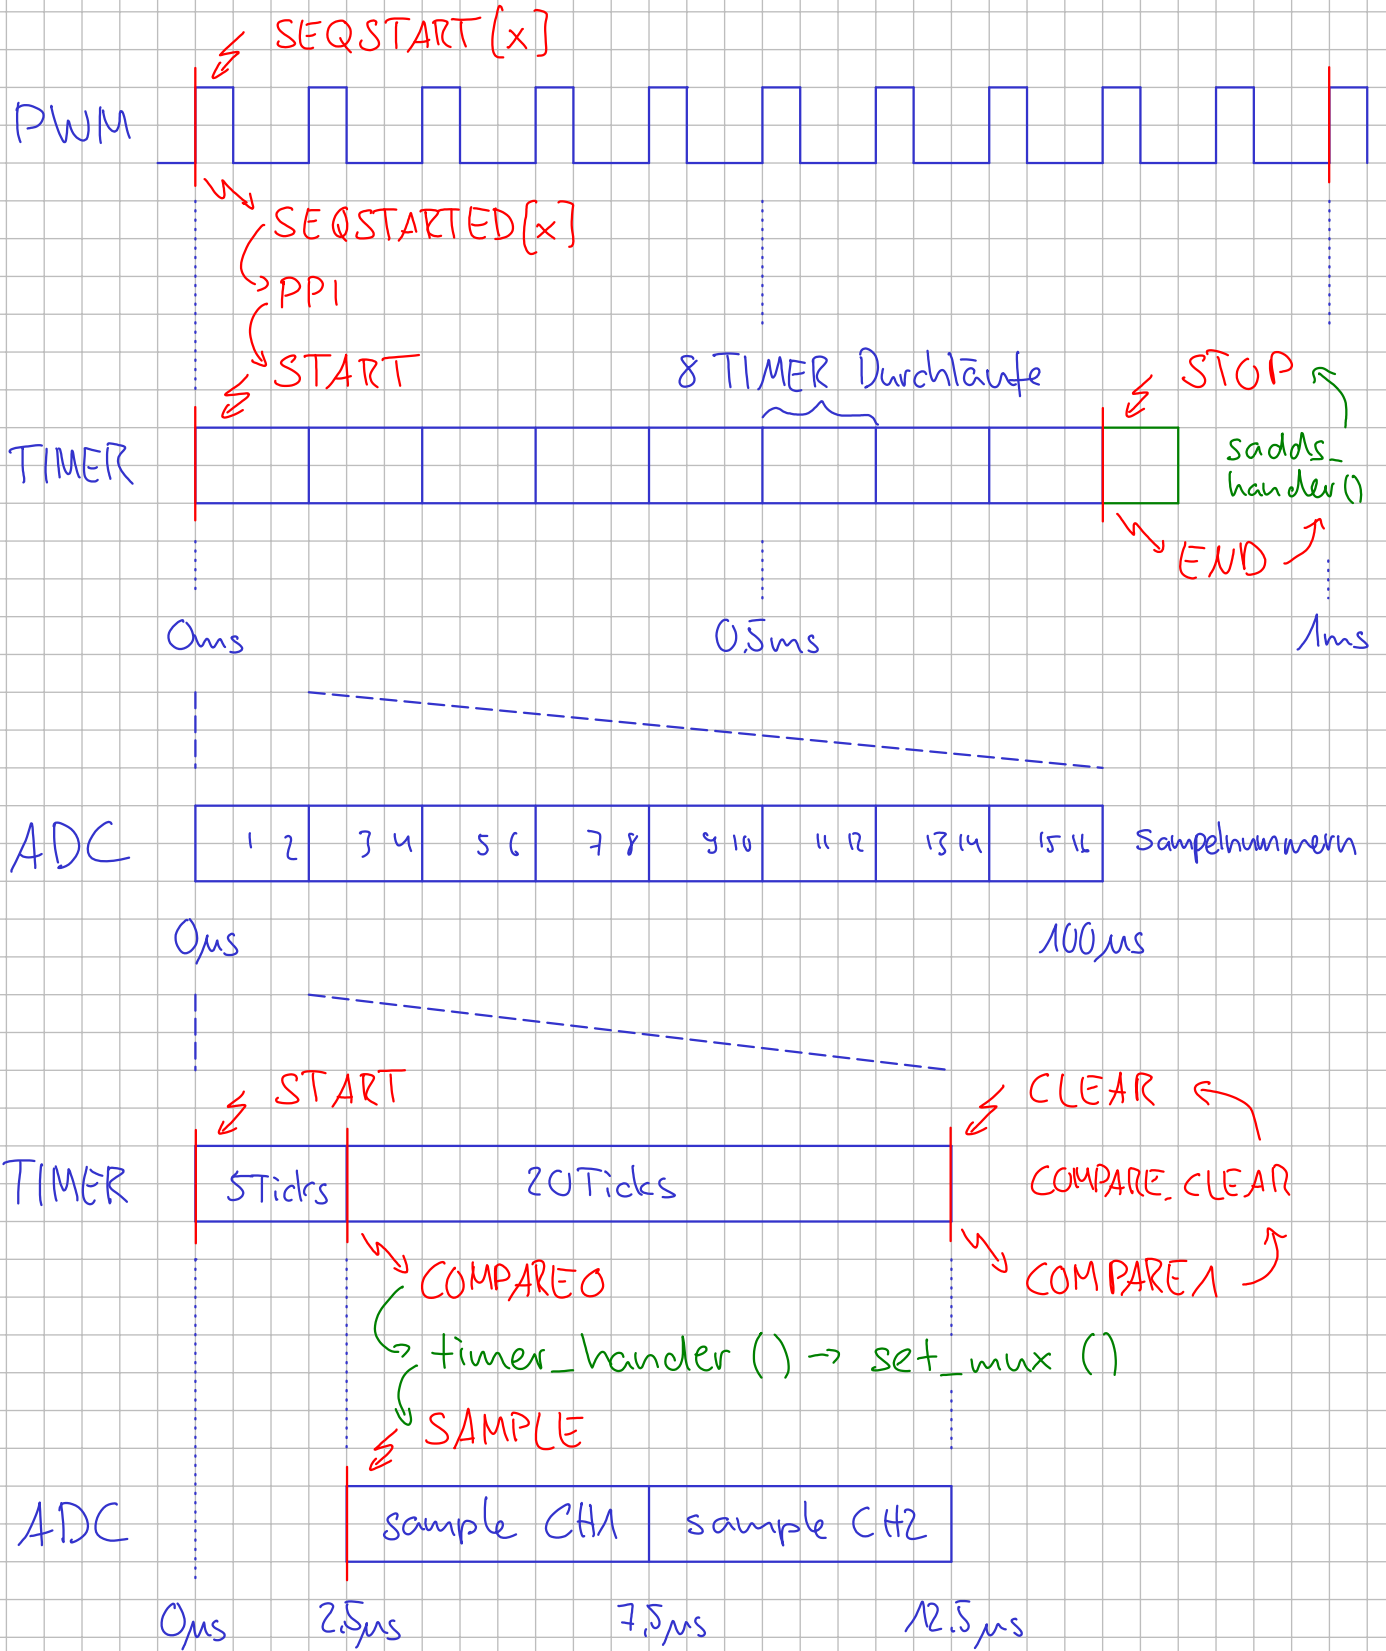 SEQSTART[x]
PWM
SEQSTARTED[x]
PPI
START
8 TIMER Durchläufe
STOP
TIMER
sadds_
hander()
END
0ms
0.5ms
1ms
ADC
1 2 3 4 5 6 7 8 9 10 11 12 13 14 15 16
Sampelnummern
0µs
100µs
START
CLEAR
TIMER
5Ticks
20Ticks
COMPARE_CLEAR
COMPARE0
COMPARE1
timer_hander () → set_mux ()
SAMPLE
ADC
sample CH1
sample CH2
0µs
2.5µs
7.5µs
12.5µs